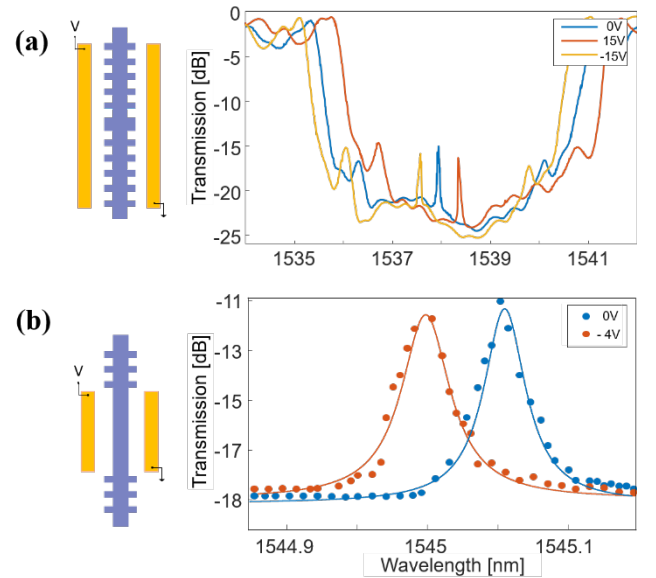 (a)
V
Transmission [dB]
0
-5
-10
-15
-20
-25
0V
15V
-15V
1535
1537
1539
1541
(b)
V
Transmission [dB]
-11
-13
-15
-17
-18
0V
- 4V
1544.9
1545
1545.1
Wavelength [nm]